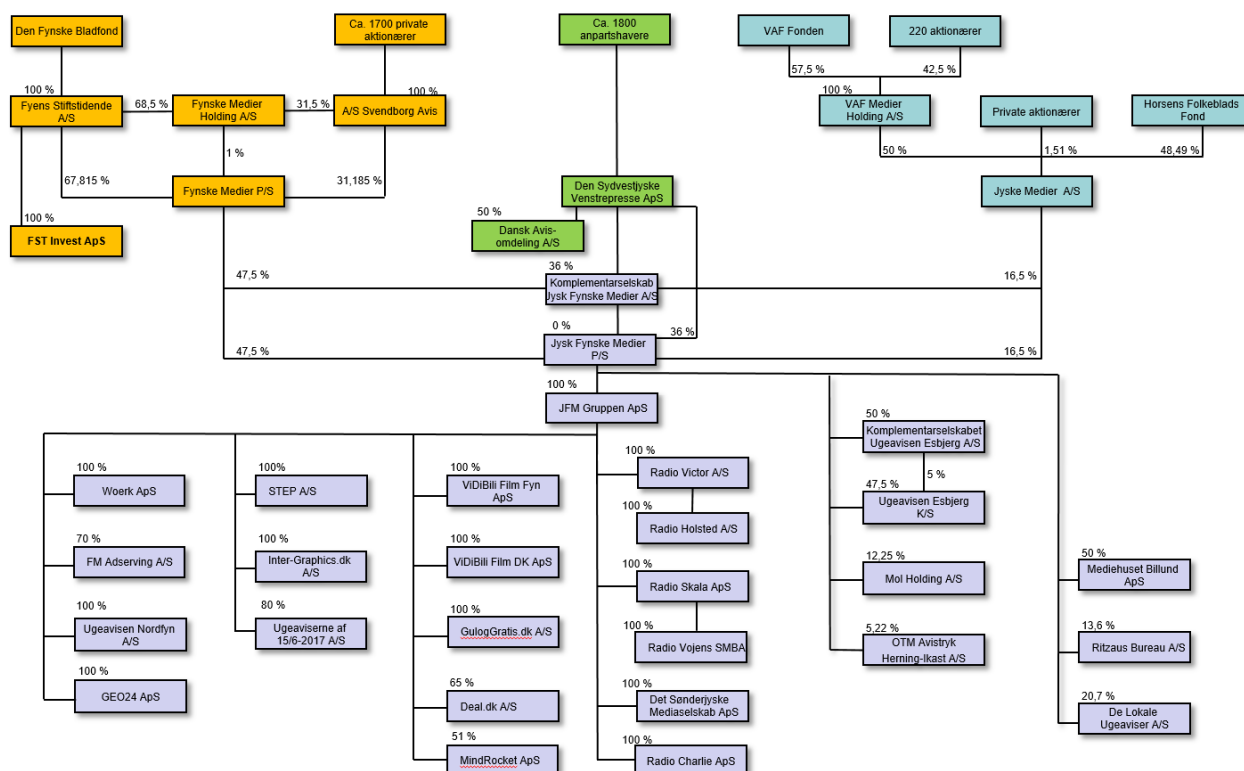 Den Fynske Bladfond
Ca. 1700 private
aktionærer
Ca. 1800
anpartshavere
VAF Fonden
220 aktionærer
57,5 %
42,5 %
100 %
Fyens Stiftstidende
A/S
68,5 %
Fynske Medier
Holding A/S
31,5 %
100 %
A/S Svendborg Avis
100 %
VAF Medier
Holding A/S
Private aktionærer
Horsens Folkeblads
Fond
1 %
50 %
1,51 %
48,49 %
67,815 %
Fynske Medier P/S
31,185 %
Den Sydvestjyske
Venstrepresse ApS
Jyske Medier A/S
100 %
FST Invest ApS
50 %
Dansk Avis-
omdeling A/S
47,5 %
36 %
Komplementarselskab
Jysk Fynske Medier A/S
16,5 %
0 %
36 %
47,5 %
Jysk Fynske Medier
P/S
16,5 %
100 %
JFM Gruppen ApS
100 %
Woerk ApS
70 %
FM Adserving A/S
100 %
Ugeavisen Nordfyn
A/S
100 %
GEO24 ApS
100%
STEP A/S
100 %
Inter-Graphics.dk
A/S
80 %
Ugeaviserne af
15/6-2017 A/S
100 %
ViDiBili Film Fyn
ApS
100 %
ViDiBili Film DK ApS
100 %
GulogGratis.dk A/S
65 %
Deal.dk A/S
51 %
MindRocket ApS
100 %
Radio Victor A/S
100 %
Radio Holsted A/S
100 %
Radio Skala ApS
100 %
Radio Vojens SMBA
100 %
Det Sønderjyske
Mediaselskab ApS
100 %
Radio Charlie ApS
50 %
Komplementarselskabet
Ugeavisen Esbjerg A/S
5 %
47,5 %
Ugeavisen Esbjerg
K/S
12,25 %
Mol Holding A/S
5,22 %
OTM Avistryk
Herning-Ikast A/S
50 %
Mediehuset Billund
ApS
13,6 %
Ritzaus Bureau A/S
20,7 %
De Lokale
Ugeaviser A/S